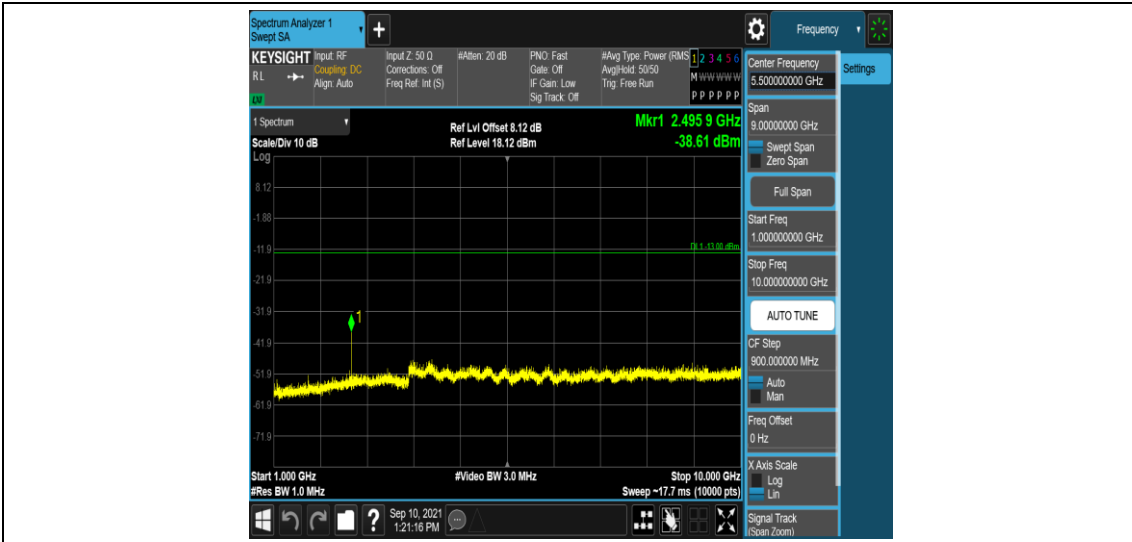 Spectrum Analyzer 1
Swept SA
+
Frequency
KEYSIGHT
RL
LXI
Input: RF
Coupling: DC
Align: Auto
Input Z: 50 Ω
Corrections: Off
Freq Ref: Int (S)
#Atten: 20 dB
PNO: Fast
Gate: Off
IF Gain: Low
Sig Track: Off
#Avg Type: Power (RMS
Avg|Hold: 50/50
Trig: Free Run
1 2 3 4 5 6
M W W W W W
P P P P P P
Center Frequency
5.500000000 GHz
Settings
Span
9.00000000 GHz
Swept Span
Zero Span
Full Span
Start Freq
1.000000000 GHz
Stop Freq
10.000000000 GHz
AUTO TUNE
CF Step
900.000000 MHz
Auto
Man
Freq Offset
0 Hz
X Axis Scale
Log
Lin
Signal Track
(Span Zoom)
1 Spectrum
Scale/Div 10 dB
Log
Ref Lvl Offset 8.12 dB
Ref Level 18.12 dBm
Mkr1 2.495 9 GHz
-38.61 dBm
8.12
-1.88
-11.9
DL1 -13.00 dBm
-21.9
-31.9
1
-41.9
-51.9
-61.9
-71.9
Start 1.000 GHz
#Res BW 1.0 MHz
#Video BW 3.0 MHz
Stop 10.000 GHz
Sweep ~17.7 ms (10000 pts)
?
Sep 10, 2021
1:21:16 PM